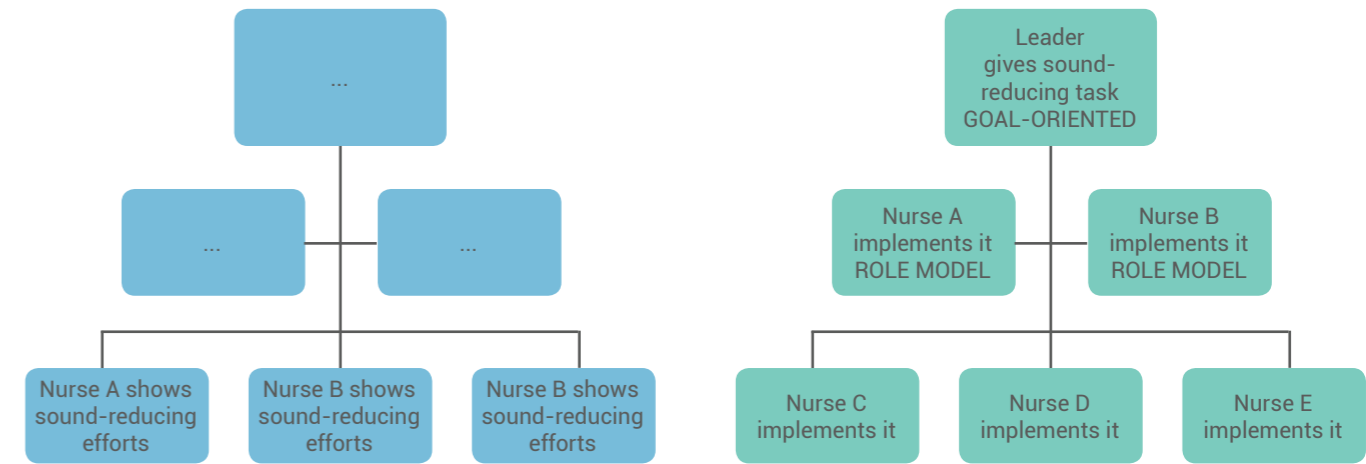 ...
...
...
Nurse A shows
sound-reducing
efforts
Nurse B shows
sound-reducing
efforts
Nurse B shows
sound-reducing
efforts
Leader
gives sound-
reducing task
GOAL-ORIENTED
Nurse A
implements it
ROLE MODEL
Nurse B
implements it
ROLE MODEL
Nurse C
implements it
Nurse D
implements it
Nurse E
implements it